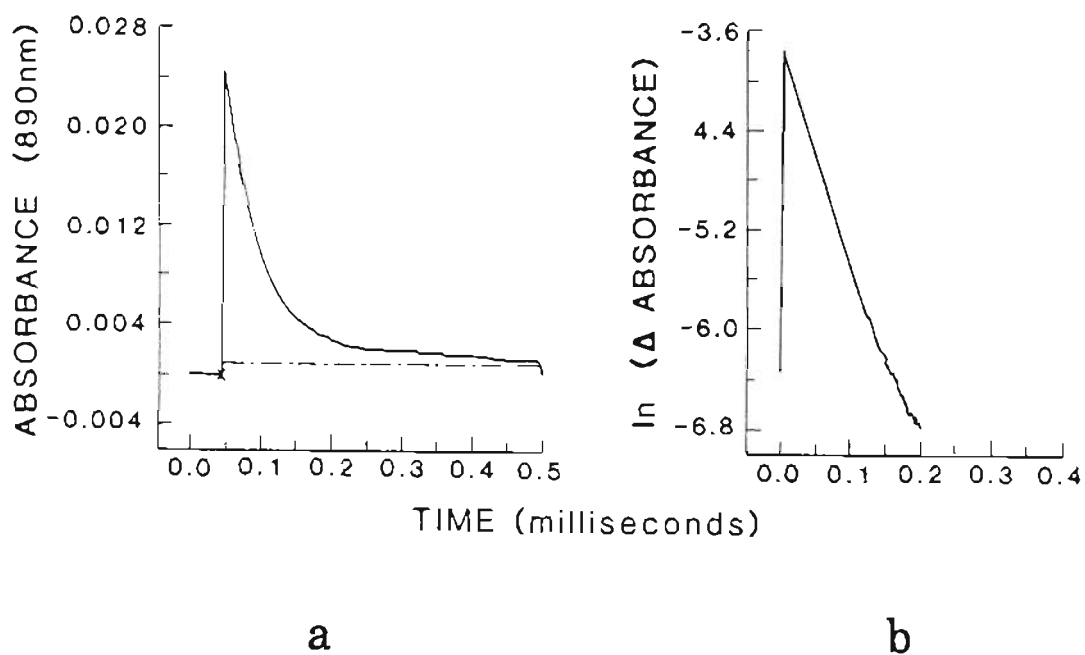 ABSORBANCE (890nm)
0.028
0.020
0.012
0.004
-0.004
0.0 0.1 0.2 0.3 0.4 0.5
ln (Δ ABSORBANCE)
-3.6
4.4
-5.2
-6.0
-6.8
0.0 0.1 0.2 0.3 0.4
TIME (milliseconds)
a
b